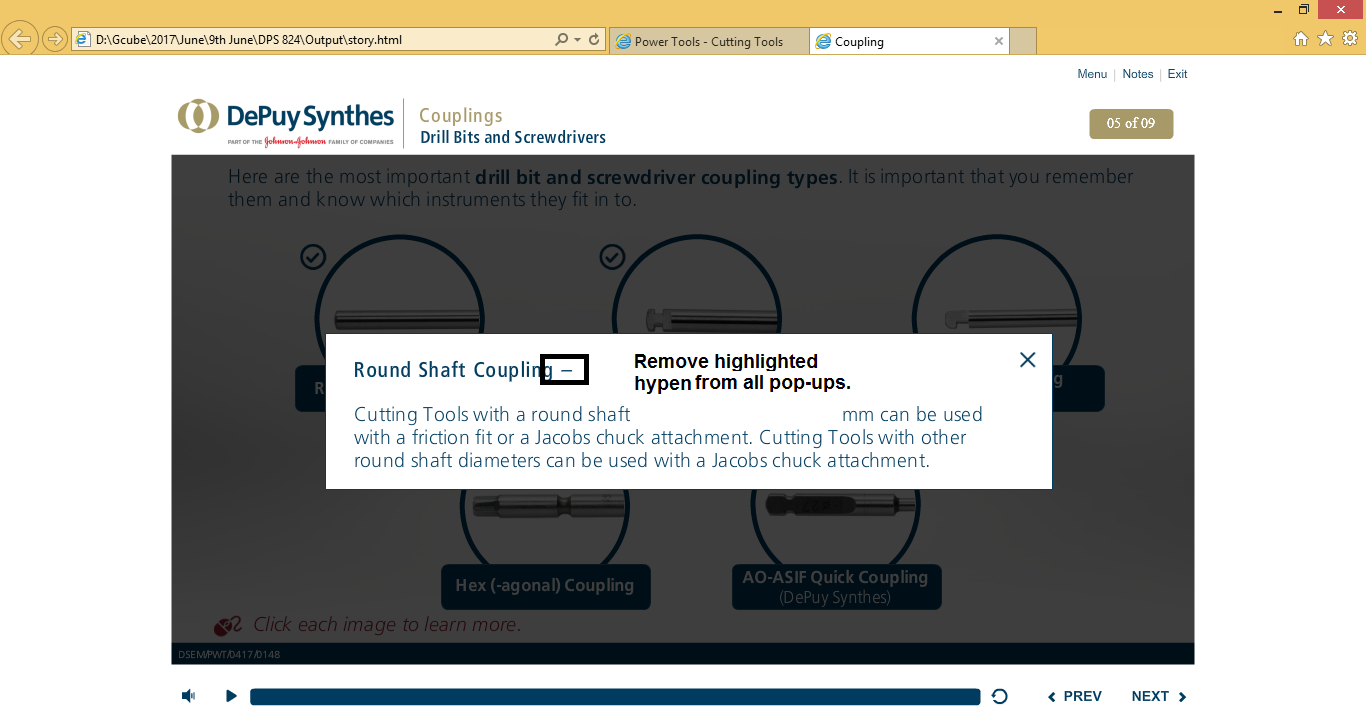 D:\Gcube\2017\June\9th June\DPS 824\Output\story.html
Power Tools - Cutting Tools
Coupling
Menu | Notes | Exit
DePuy Synthes
PART OF THE Johnson & Johnson FAMILY OF COMPANIES
Couplings
Drill Bits and Screwdrivers
05 of 09
Here are the most important drill bit and screwdriver coupling types. It is important that you remember
them and know which instruments they fit in to.
Round Shaft Coupling –
Remove highlighted
hypen from all pop-ups.
R
g
Cutting Tools with a round shaft mm can be used
with a friction fit or a Jacobs chuck attachment. Cutting Tools with other
round shaft diameters can be used with a Jacobs chuck attachment.
Hex (-agonal) Coupling
AO-ASIF Quick Coupling
(DePuy Synthes)
Click each image to learn more.
DSEM/PWT/0417/0148
PREV
NEXT